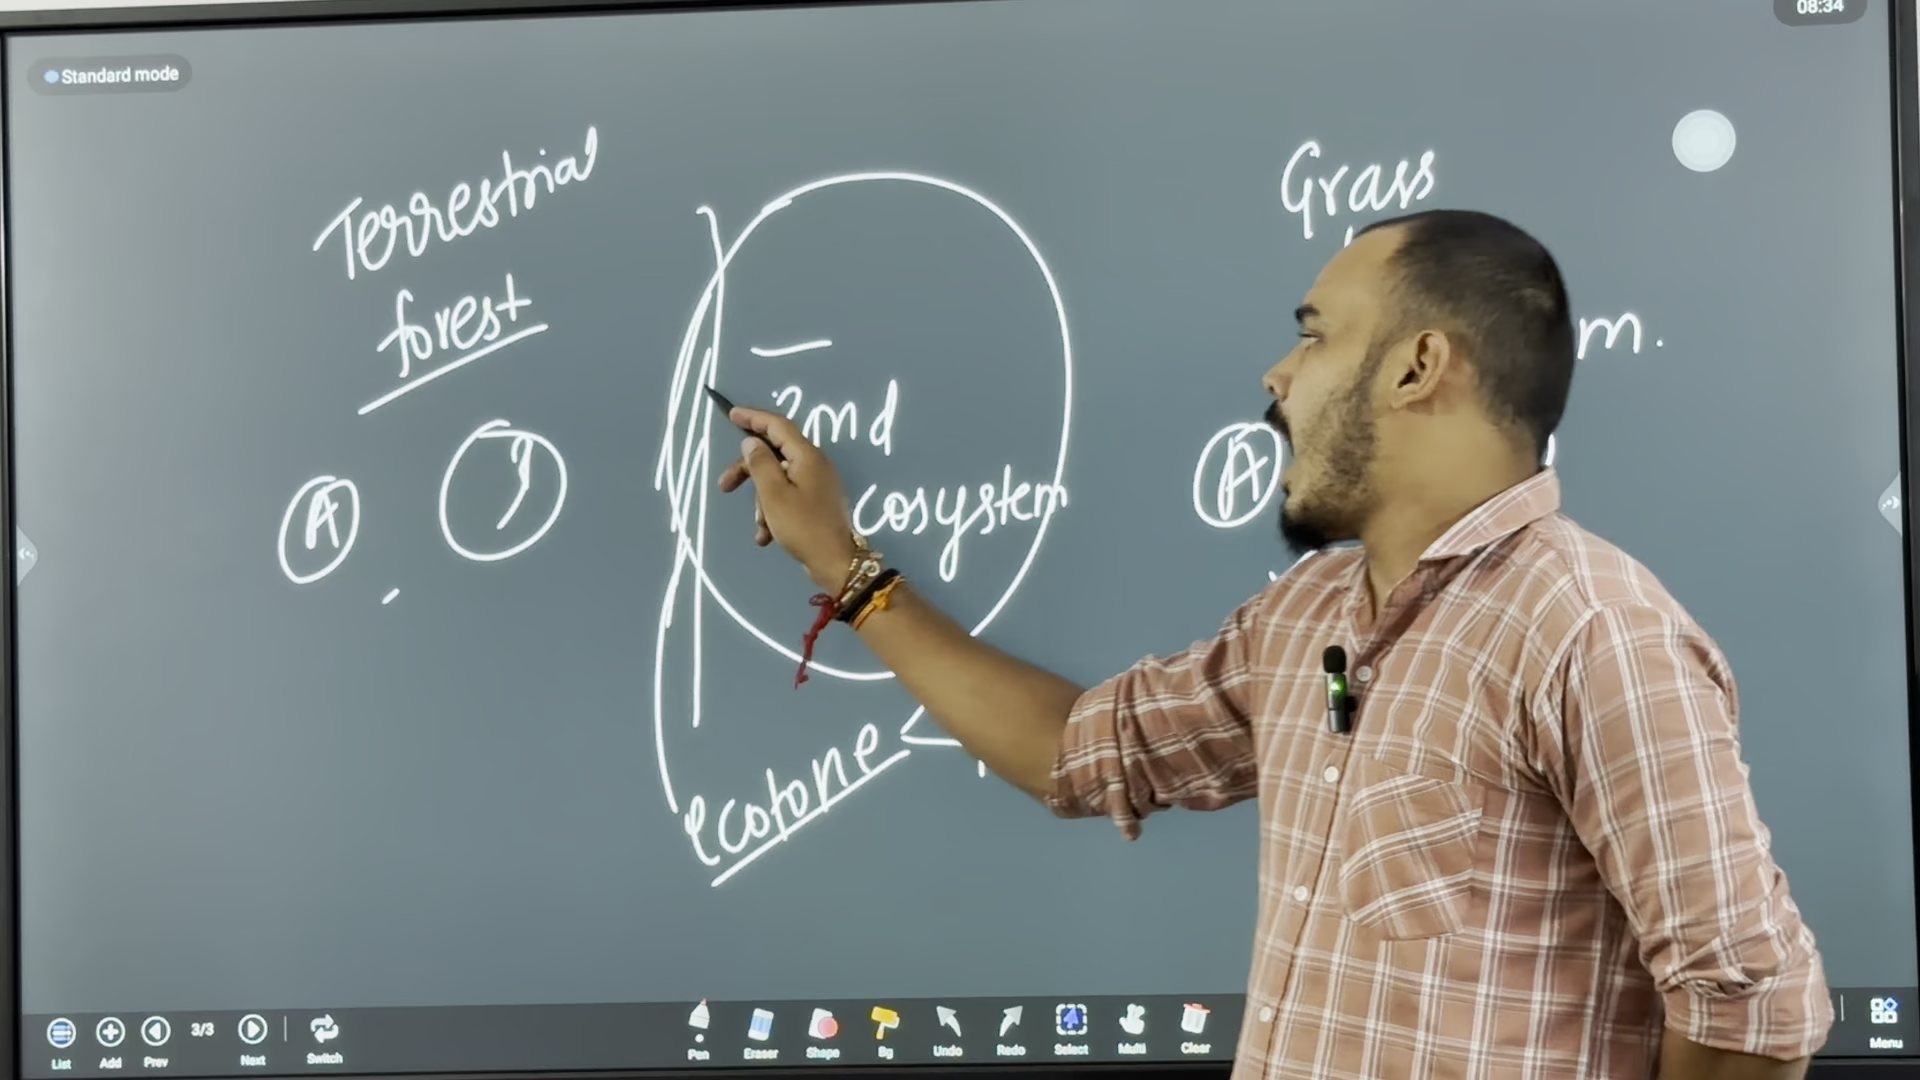 08:34
Standard mode
Terrestrial
forest
A
2nd
cosystem
Grass
m.
A
ecotone
List
Add
Prev
3/3
Next
Switch
Pen
Eraser
Shape
Bg
Undo
Redo
Select
Multi
Clear
Menu